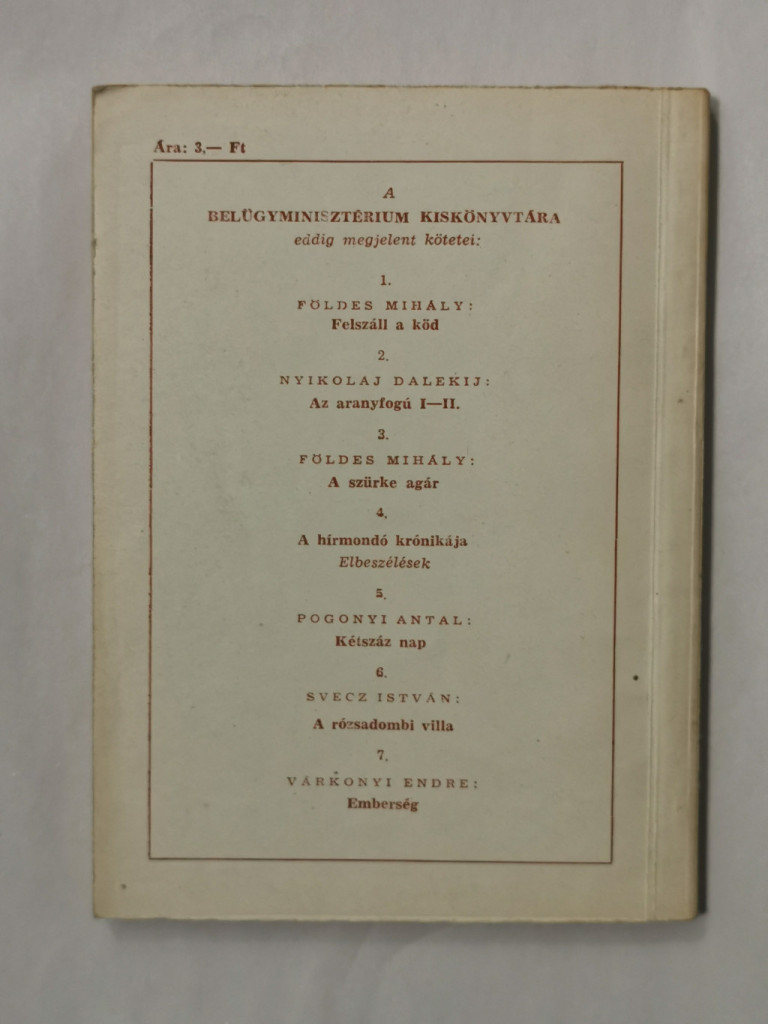 Ára: 3,— Ft
A
BELÜGYMINISZTÉRIUM KISKÖNYVTÁRA
eddig megjelent kötetei:
1.
FÖLDES MIHÁLY:
Felszáll a köd
2.
NYIKOLAJ DALEKIJ:
Az aranyfogú I—II.
3.
FÖLDES MIHÁLY:
A szürke agár
4.
A hírmondó krónikája
Elbeszélések
5.
POGONYI ANTAL:
Kétszáz nap
6.
SVECZ ISTVÁN:
A rózsadombi villa
7.
VÁRKONYI ENDRE:
Emberség